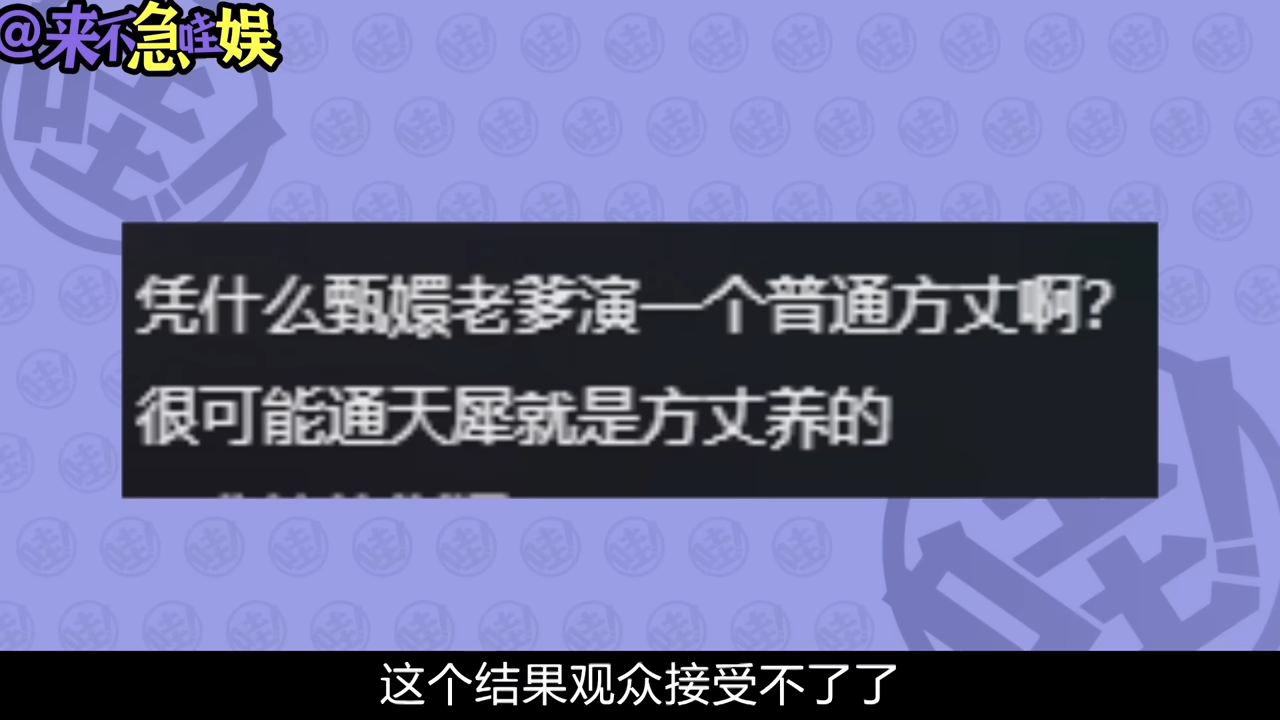 @来不急哇娱
凭什么甄嬛老爹演一个普通方丈啊?
很可能通天犀就是方丈养的
这个结果观众接受不了了